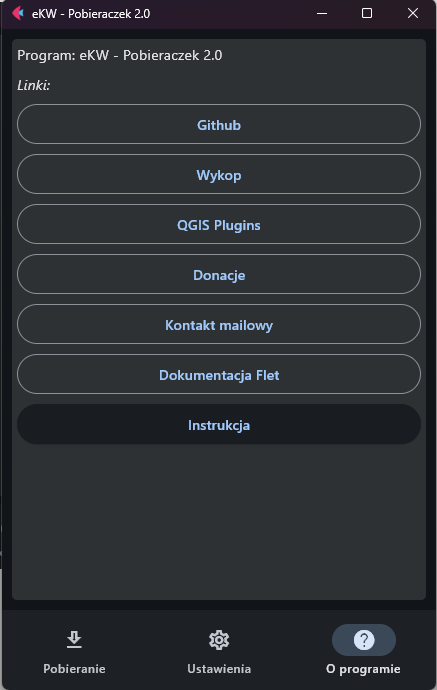 eKW - Pobieraczek 2.0
Program: eKW - Pobieraczek 2.0
Linki:
Github
Wykop
QGIS Plugins
Donacje
Kontakt mailowy
Dokumentacja Flet
Instrukcja
Pobieranie
Ustawienia
O programie